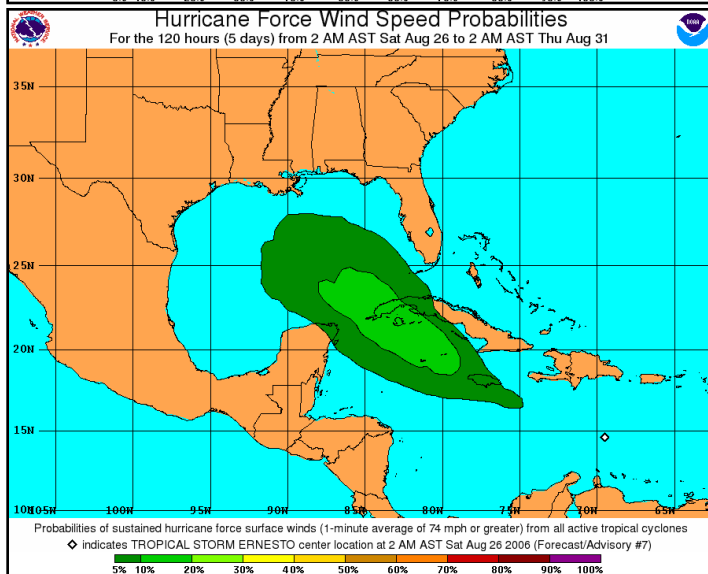 Hurricane Force Wind Speed Probabilities
For the 120 hours (5 days) from 2 AM AST Sat Aug 26 to 2 AM AST Thu Aug 31
NOAA
35N
30N
25N
20N
15N
10N 105W 100W 95W 90W 85W 80W 75W 70W 65W
Probabilities of sustained hurricane force surface winds (1-minute average of 74 mph or greater) from all active tropical cyclones
◇ indicates TROPICAL STORM ERNESTO center location at 2 AM AST Sat Aug 26 2006 (Forecast/Advisory #7)
5% 10% 20% 30% 40% 50% 60% 70% 80% 90% 100%